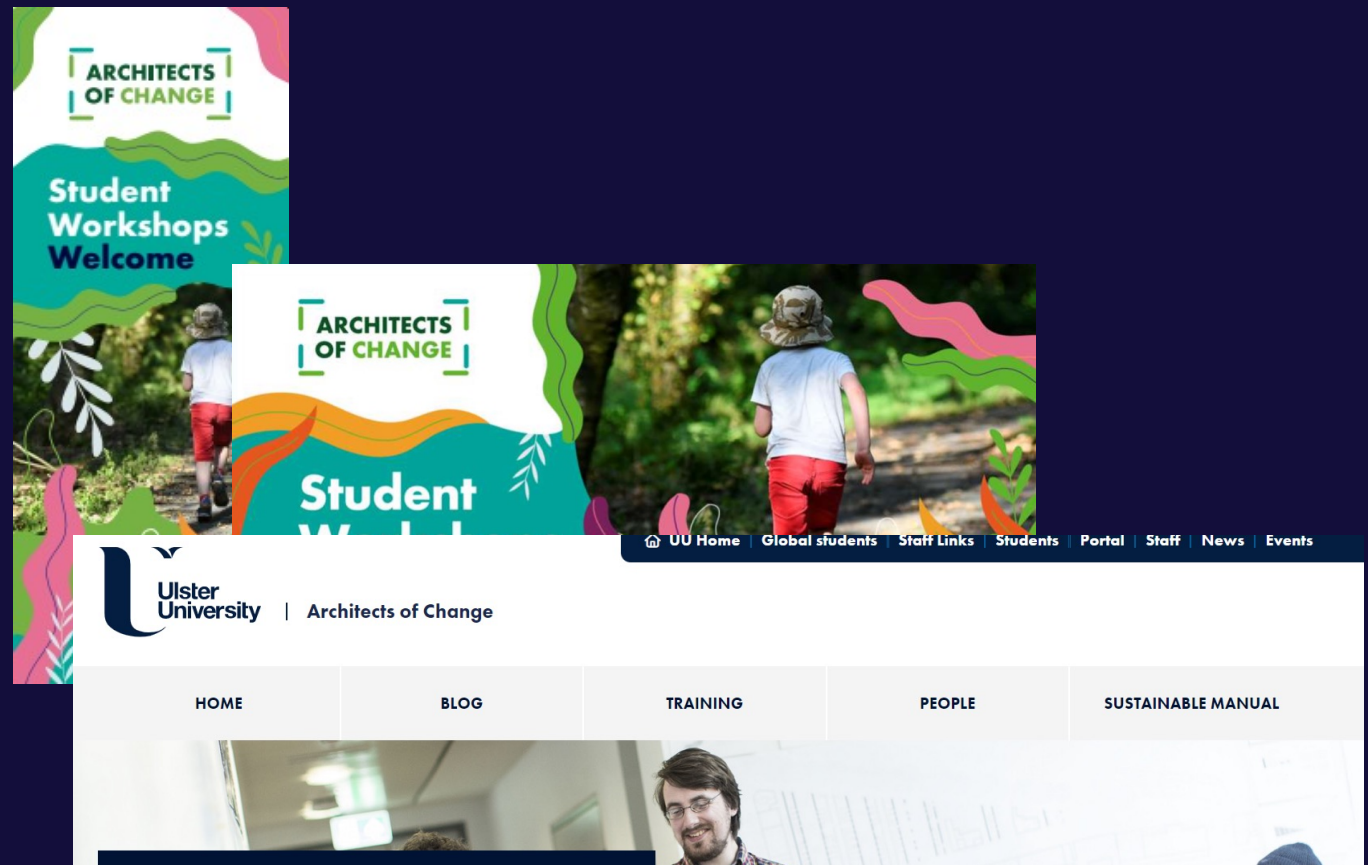 ARCHITECTS
OF CHANGE
Student
Workshops
Welcome
ARCHITECTS
OF CHANGE
Student
UU Home | Global students | Staff Links | Students | Portal | Staff | News | Events
Ulster
University | Architects of Change
HOME BLOG TRAINING PEOPLE SUSTAINABLE MANUAL